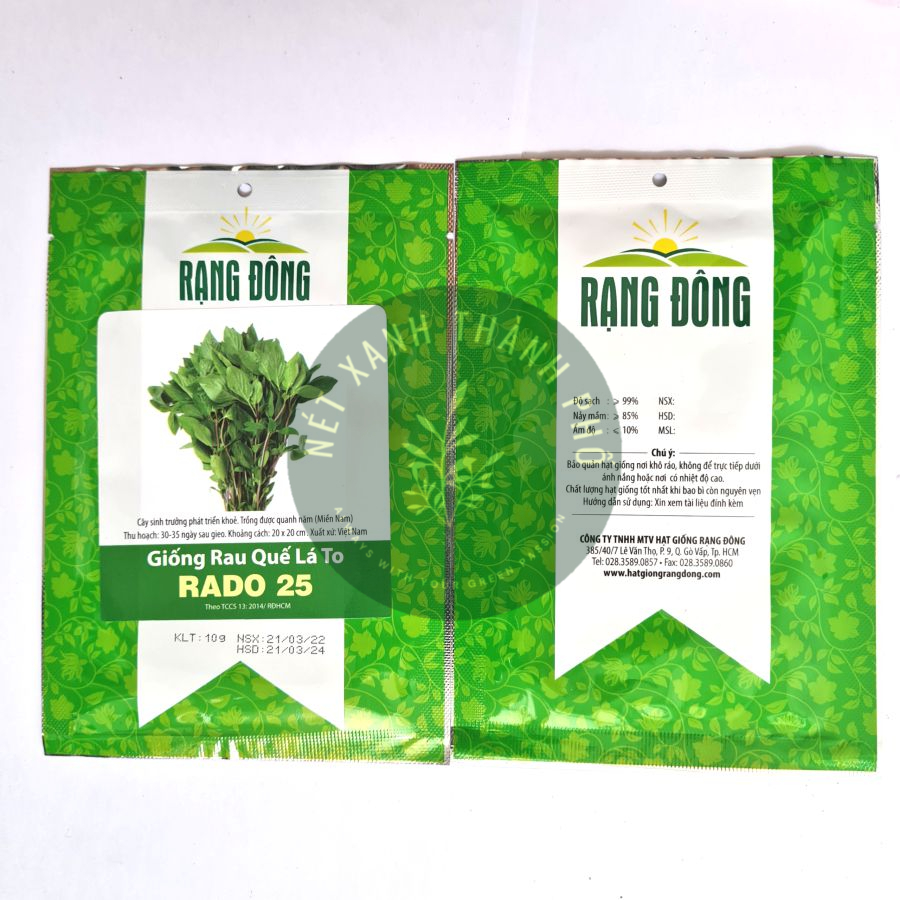 RẠNG ĐÔNG
Cây sinh trưởng phát triển khoẻ. Trồng được quanh năm (Miền Nam)
Thu hoạch: 30-35 ngày sau gieo. Khoảng cách: 20 x 20 cm. Xuất xứ: Việt Nam
Giống Rau Quế Lá To
RADO 25
Theo TCCS 13: 2014/ RĐHCM
KLT: 10g NSX:21/03/22
HSD:21/03/24
RẠNG ĐÔNG
Độ sạch : ⩾ 99% NSX:
Nảy mầm: ⩾ 85% HSD:
Ẩm độ : ⩽ 10% MSL:
Chú ý:
Bảo quản hạt giống nơi khô ráo, không để trực tiếp dưới
ánh nắng hoặc nơi có nhiệt độ cao.
Chất lượng hạt giống tốt nhất khi bao bì còn nguyên vẹn
Hướng dẫn sử dụng: Xin xem tài liệu đính kèm
CÔNG TY TNHH MTV HẠT GIỐNG RẠNG ĐÔNG
385/40/7 Lê Văn Thọ, P. 9, Q. Gò Vấp, Tp. HCM
Tel: 028.3589.0857 • Fax: 028.3589.0860
www.hatgiongrangdong.com
NÉT XANH THÀNH THỊ